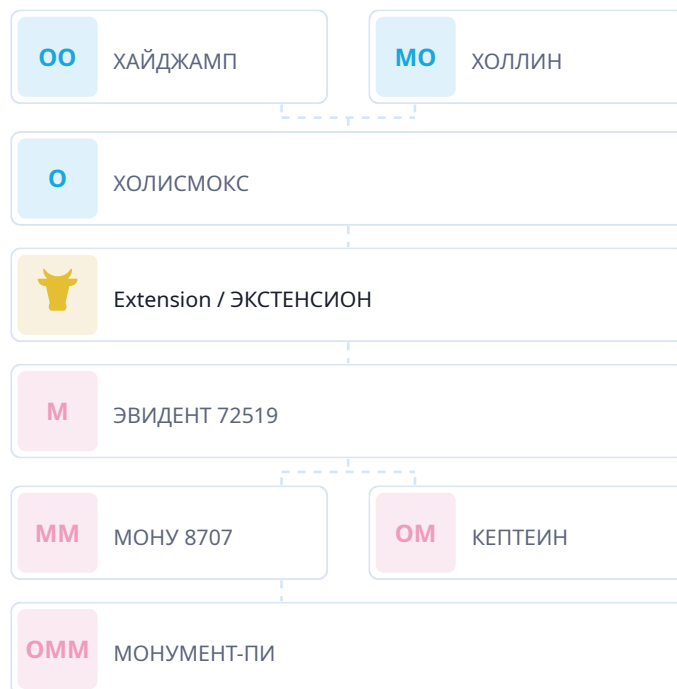 ОО ХАЙДЖАМП МО ХОЛЛИН
О ХОЛИСМОКС
Extension / ЭКСТЕНСИОН
М ЭВИДЕНТ 72519
ММ МОНУ 8707 ОМ КЕПТЕИН
ОММ МОНУМЕНТ-ПИ